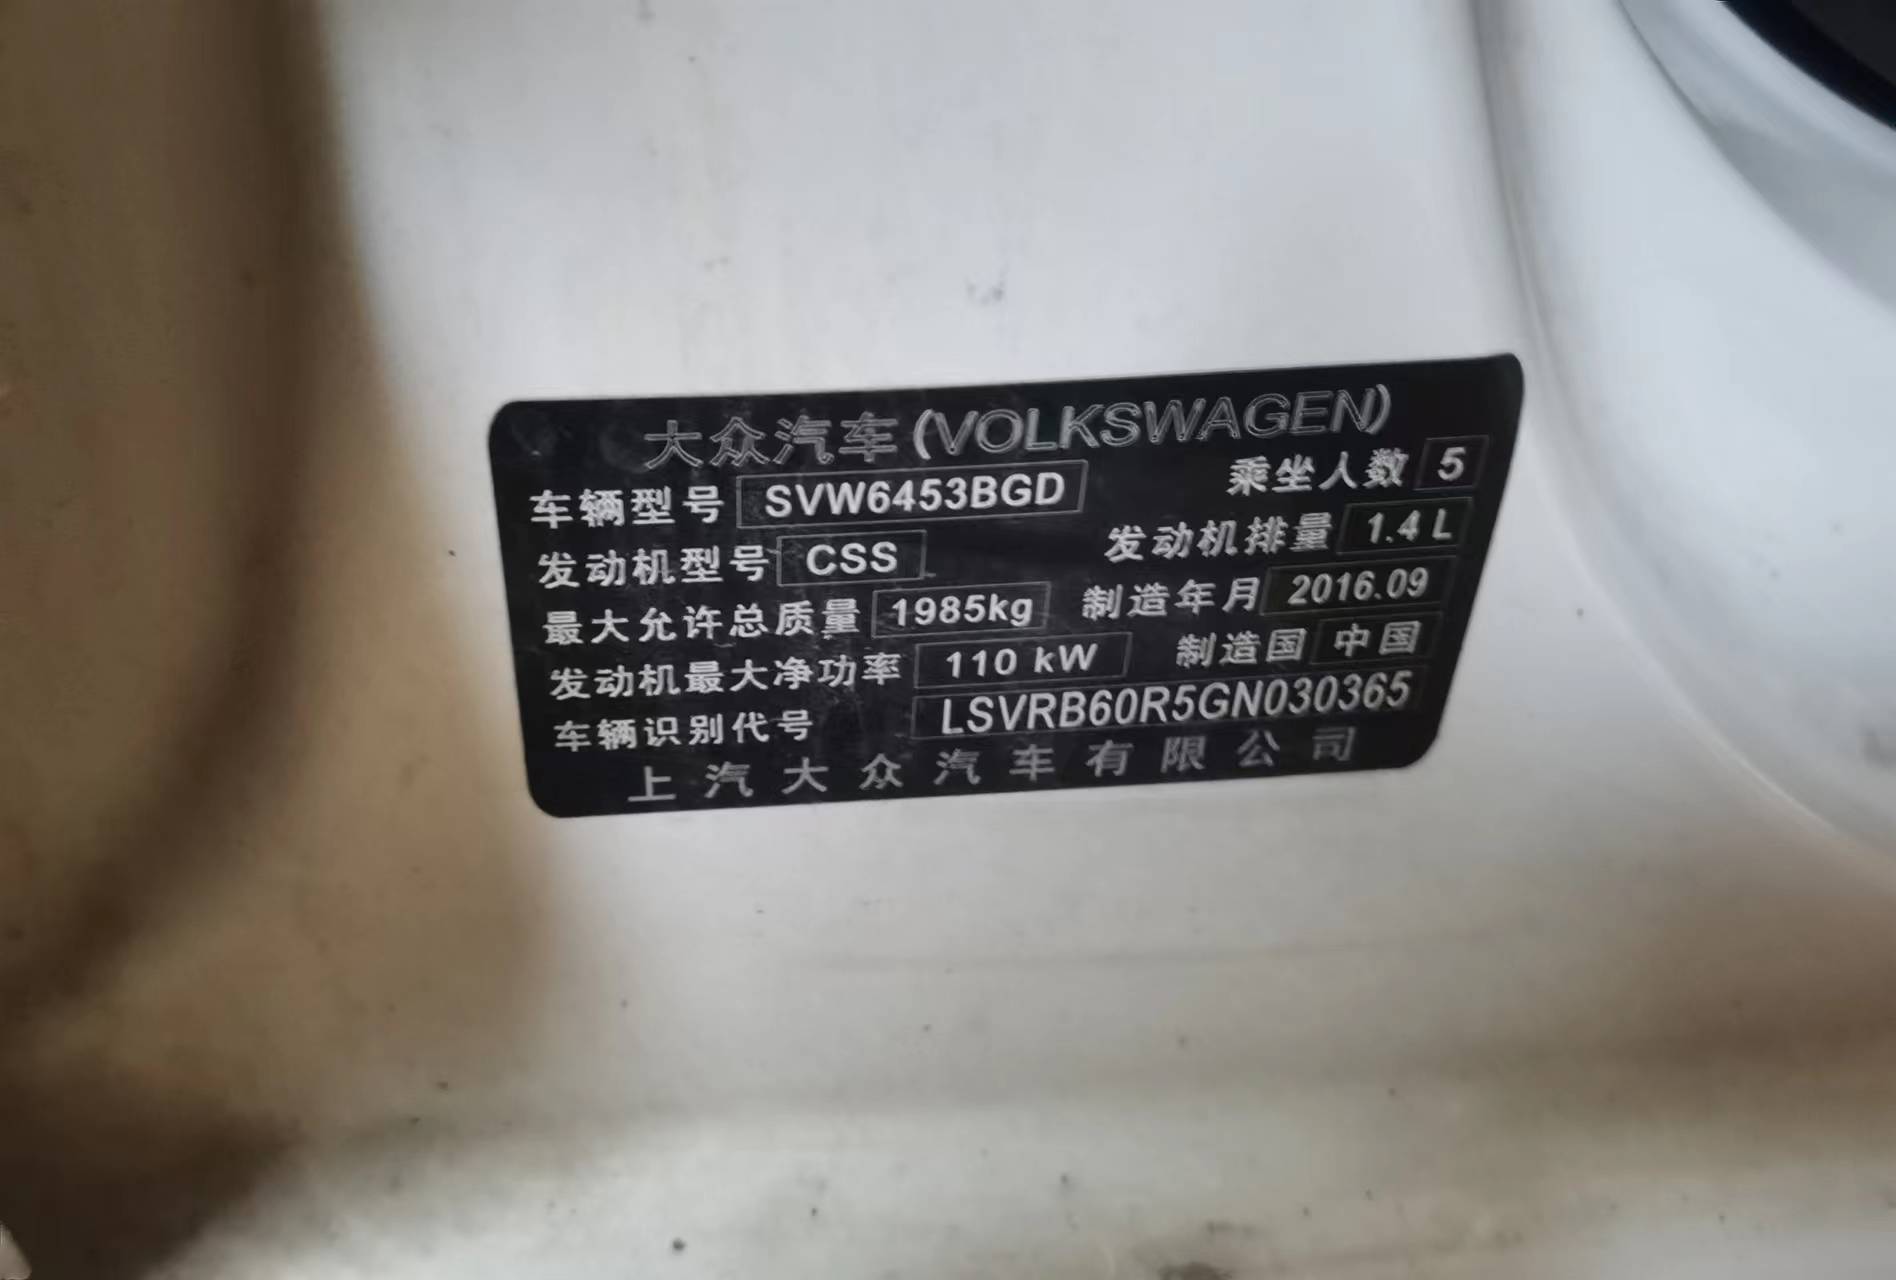 大众汽车(VOLKSWAGEN)
车辆型号 SVW6453BGD 乘坐人数 5
发动机型号 CSS 发动机排量 1.4 L
最大允许总质量 1985kg 制造年月 2016.09
发动机最大净功率 110 kW 制造国 中国
车辆识别代号 LSVRB60R5GN030365
上汽大众汽车有限公司